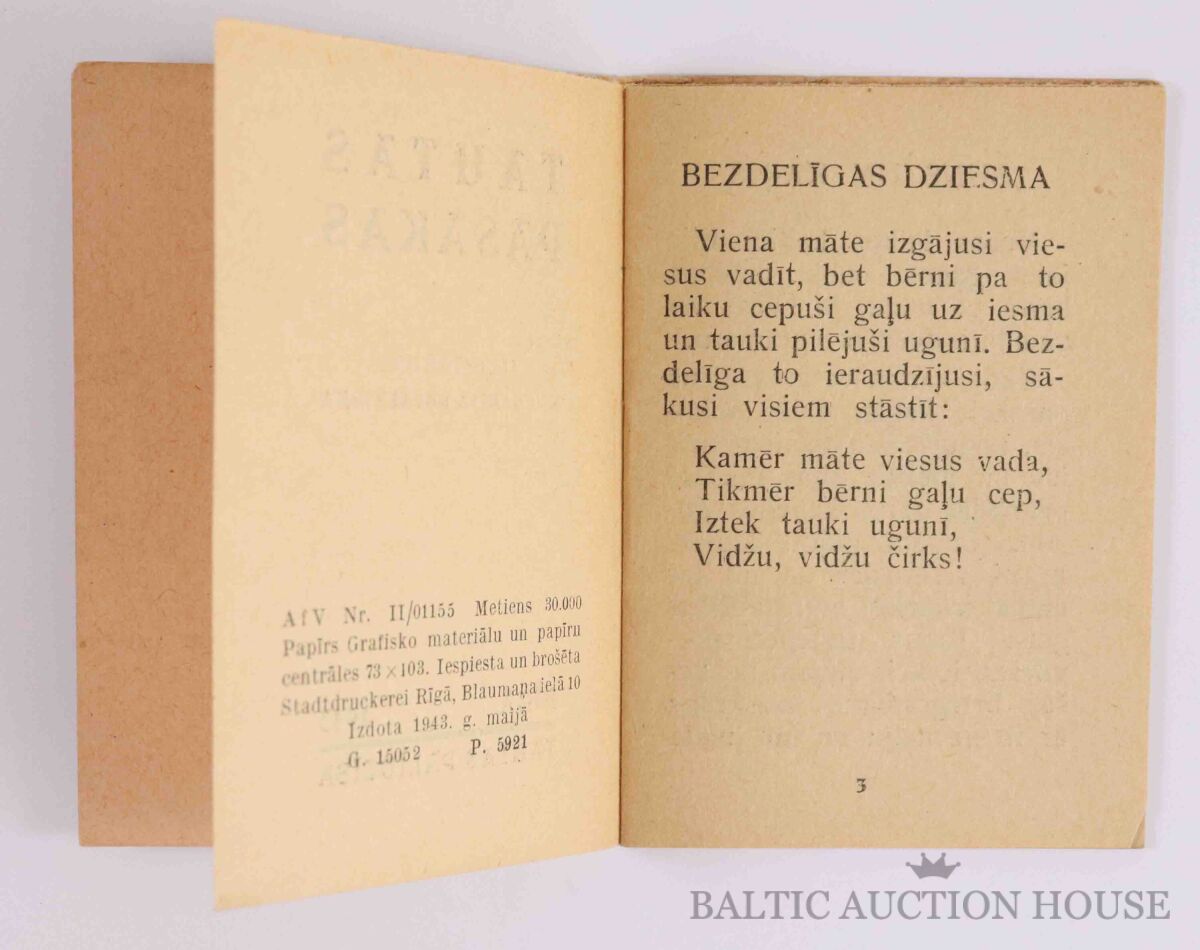 TAUTAS
PASAKAS
AfV Nr. II/01155 Metiens 30.000
Papīrs Grafisko materiālu un papīru
centrāles 73×103. Iespiesta un brošēta
Stadtdruckerei Rīgā, Blaumaņa ielā 10
Izdota 1943. g. maijā
G. 15052 P. 5921
BEZDELĪGAS DZIESMA
Viena māte izgājusi vie-
sus vadīt, bet bērni pa to
laiku cepuši gaļu uz iesma
un tauki pilējuši ugunī. Bez-
delīga to ieraudzījusi, sā-
kusi visiem stāstīt:
Kamēr māte viesus vada,
Tikmēr bērni gaļu cep,
Iztek tauki ugunī,
Vidžu, vidžu čirks!
3
BALTIC AUCTION HOUSE